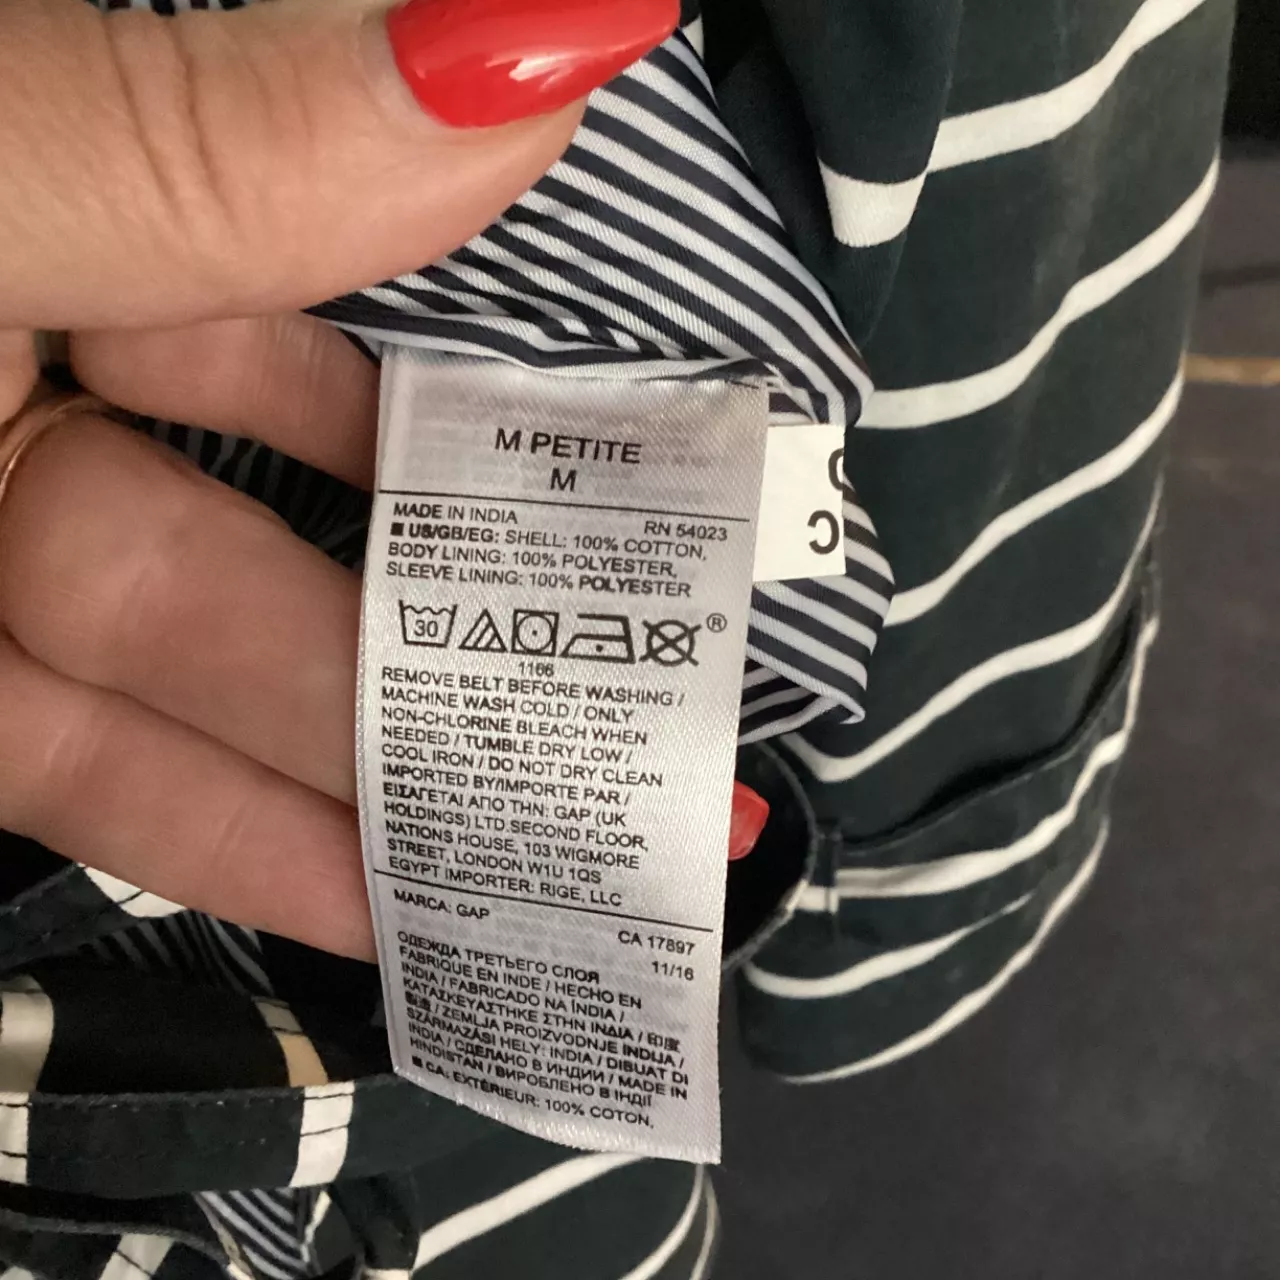 M PETITE
M
MADE IN INDIA
RN 54023
■ US/GB/EG: SHELL: 100% COTTON,
BODY LINING: 100% POLYESTER,
SLEEVE LINING: 100% POLYESTER
30
®
1166
REMOVE BELT BEFORE WASHING /
MACHINE WASH COLD / ONLY
NON-CHLORINE BLEACH WHEN
NEEDED / TUMBLE DRY LOW /
COOL IRON / DO NOT DRY CLEAN
IMPORTED BY/IMPORTE PAR /
ΕΙΣΑΓΕΤΑΙ ΑΠΟ ΤΗΝ: GAP (UK
HOLDINGS) LTD.SECOND FLOOR,
NATIONS HOUSE, 103 WIGMORE
STREET, LONDON W1U 1QS
EGYPT IMPORTER: RIGE, LLC
MARCA: GAP
CA 17897
11/16
ОДЕЖДА ТРЕТЬЕГО СЛОЯ
FABRIQUE EN INDE / HECHO EN
INDIA / FABRICADO NA ÍNDIA /
ΚΑΤΑΣΚΕΥΑΣΤΗΚΕ ΣΤΗΝ ΙΝΔΙΑ / 印度
製造 / ZEMLJA PROIZVODNJE INDIJA /
SZÁRMAZÁSI HELY: INDIA / DIBUAT DI
INDIA / СДЕЛАНО В ИНДИИ / MADE IN
HINDISTAN / ВИРОБЛЕНО В ІНДІЇ
■ CA: EXTÉRIEUR: 100% COTON,